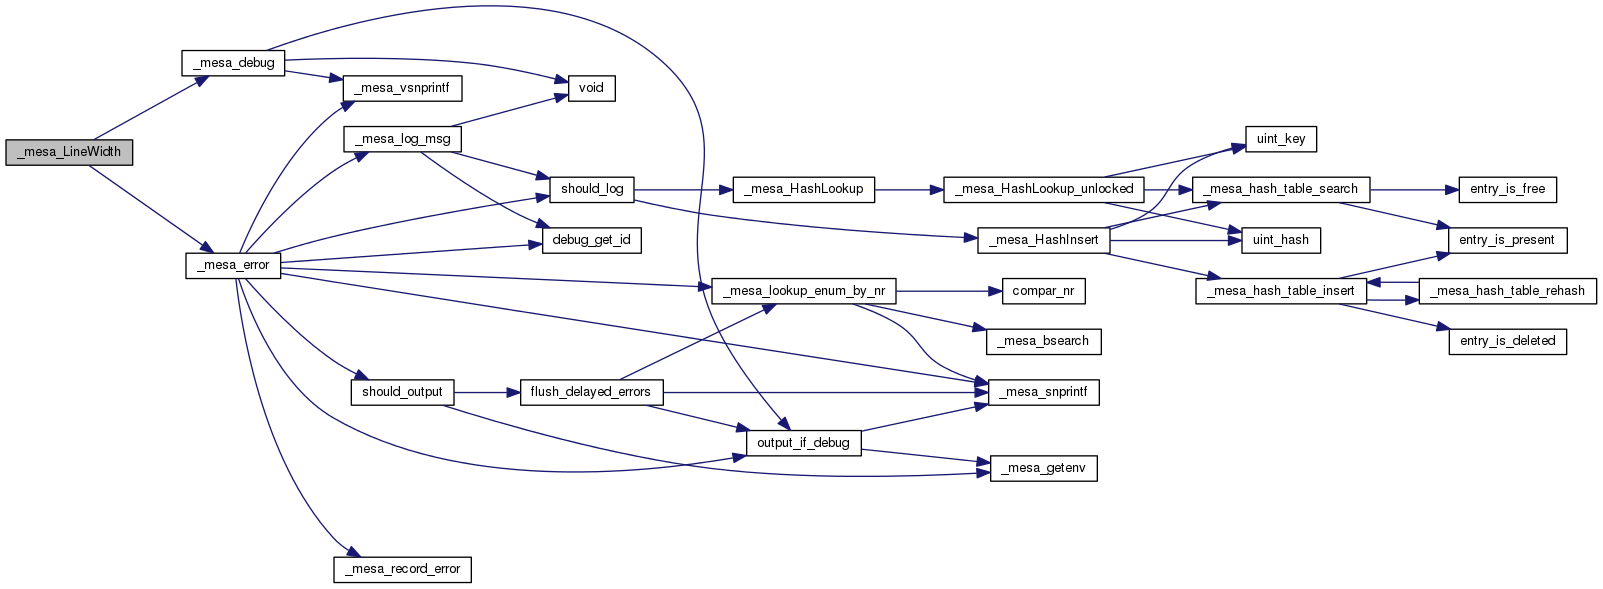 _mesa_LineWidth
_mesa_debug
_mesa_error
_mesa_vsnprintf
_mesa_log_msg
should_output
_mesa_record_error
void
should_log
debug_get_id
flush_delayed_errors
_mesa_HashLookup
_mesa_lookup_enum_by_nr
output_if_debug
_mesa_HashLookup_unlocked
_mesa_HashInsert
compar_nr
_mesa_bsearch
_mesa_snprintf
_mesa_getenv
uint_key
_mesa_hash_table_search
uint_hash
_mesa_hash_table_insert
entry_is_free
entry_is_present
_mesa_hash_table_rehash
entry_is_deleted